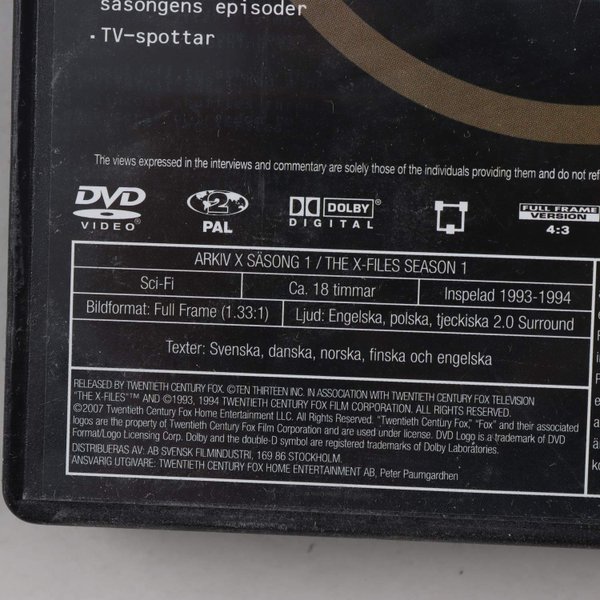 säsongens episoder
. TV-spottar
The views expressed in the interviews and commentary are solely those of the individuals providing them and do not ref
DVD
VIDEO
2
PAL
DOLBY
DIGITAL
FULL FRAME
VERSION
4:3
ARKIV X SÄSONG 1 / THE X-FILES SEASON 1
Sci-Fi
Ca. 18 timmar
Inspelad 1993-1994
Bildformat: Full Frame (1.33:1)
Ljud: Engelska, polska, tjeckiska 2.0 Surround
Texter: Svenska, danska, norska, finska och engelska
RELEASED BY TWENTIETH CENTURY FOX. ©TEN THIRTEEN INC. IN ASSOCIATION WITH TWENTIETH CENTURY FOX TELEVISION
"THE X-FILES"™ AND ©1993, 1994 TWENTIETH CENTURY FOX FILM CORPORATION. ALL RIGHTS RESERVED.
©2007 Twentieth Century Fox Home Entertainment LLC. All Rights Reserved. "Twentieth Century Fox," "Fox" and their associated
logos are the property of Twentieth Century Fox Film Corporation and are used under license. DVD Logo is a trademark of DVD
Format/Logo Licensing Corp. Dolby and the double-D symbol are registered trademarks of Dolby Laboratories.
DISTRIBUERAS AV: AB SVENSK FILMINDUSTRI, 169 86 STOCKHOLM.
ANSVARIG UTGIVARE: TWENTIETH CENTURY FOX HOME ENTERTAINMENT AB, Peter Paumgardhen